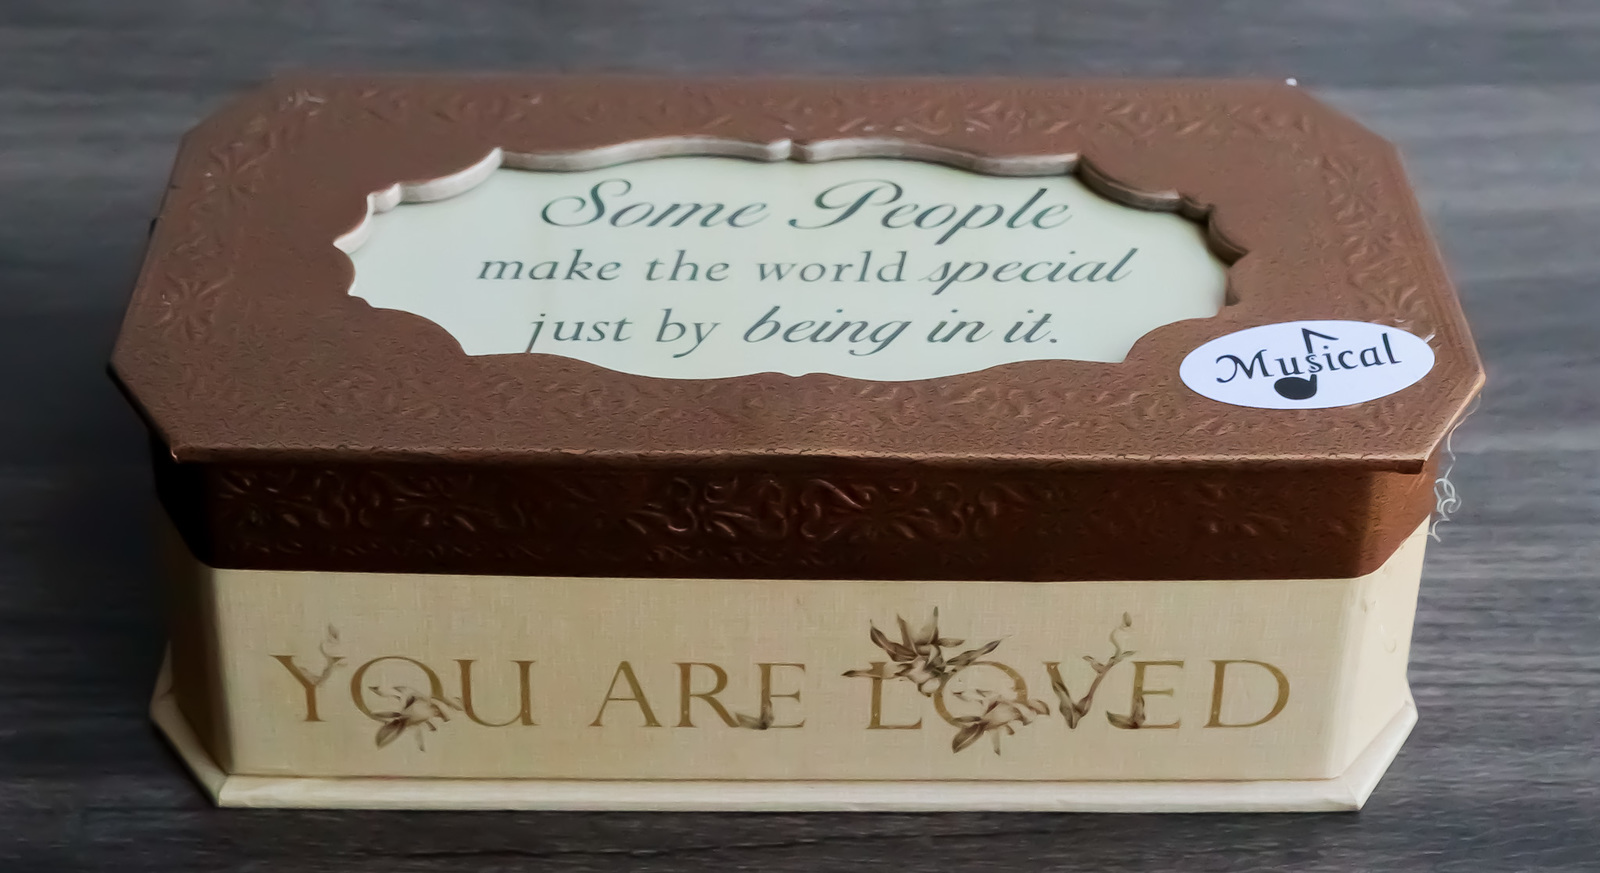 Some People
make the world special
just by being in it.
Musical
YOU ARE LOVED